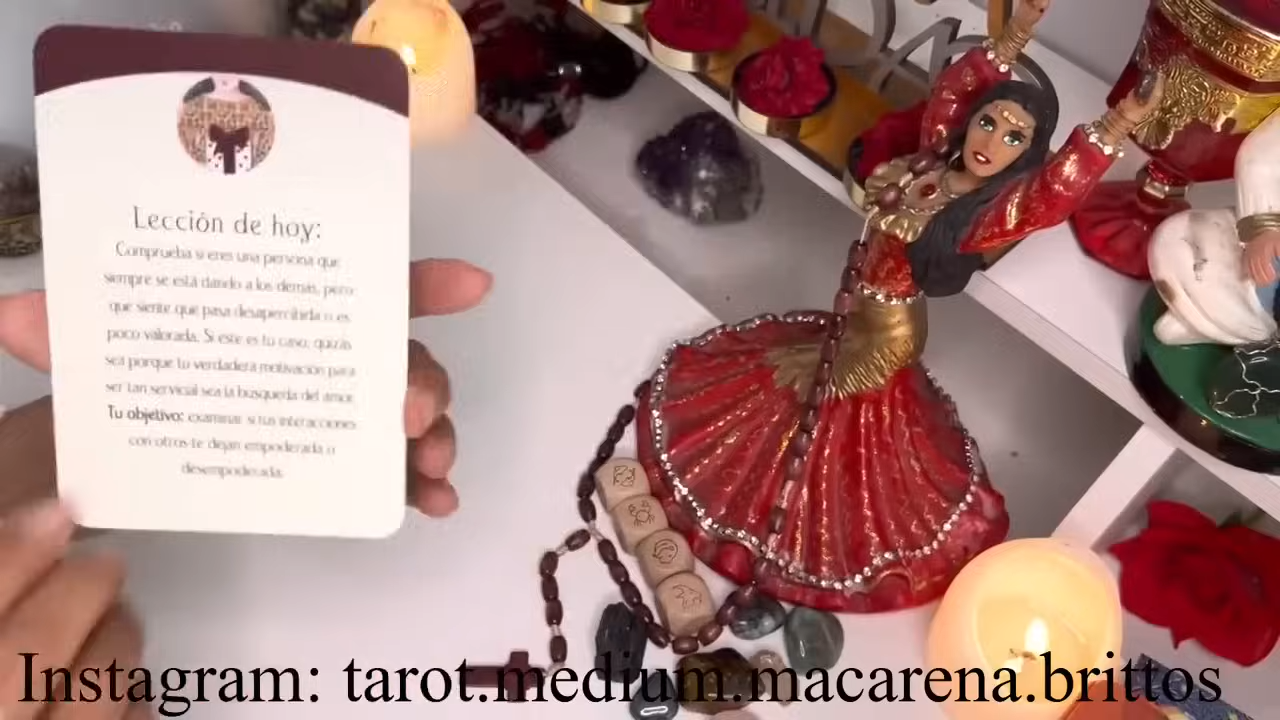 Lección de hoy:
Comprueba si eres una persona que
siempre se está dando a los demás, pero
que siente que pasa desapercibida o es
poco valorada. Si este es tu caso, quizás
sea porque tu verdadera motivación para
ser tan servicial sea la búsqueda del amor.
Tu objetivo: examinar si tus interacciones
con otros te dejan empoderada o
desempoderada.
Instagram: tarot.medium.macarena.brittos